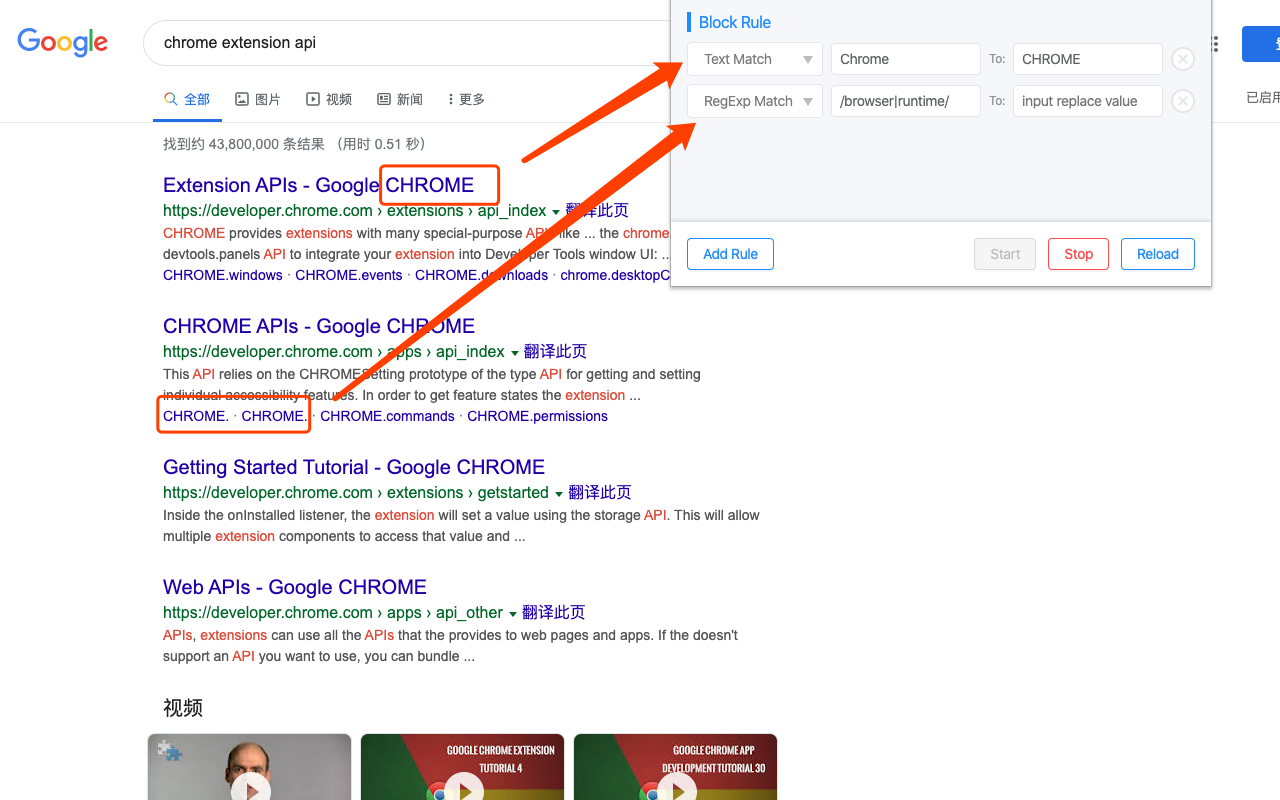 Google
chrome extension api
全部
图片
视频
新闻
更多
已启用
找到约 43,800,000 条结果 （用时 0.51 秒）
Block Rule
Text Match
Chrome
To:
CHROME
RegExp Match
/browser|runtime/
To:
input replace value
Add Rule
Start
Stop
Reload
Extension APIs - Google CHROME
https://developer.chrome.com › extensions › api_index 翻译此页
CHROME provides extensions with many special-purpose APIs like ... the chrome.
devtools.panels API to integrate your extension into Developer Tools window UI: ...
CHROME.windows · CHROME.events · CHROME.downloads · chrome.desktopC
CHROME APIs - Google CHROME
https://developer.chrome.com › apps › api_index 翻译此页
This API relies on the CHROMESetting prototype of the type API for getting and setting
individual accessibility features. In order to get feature states the extension ...
CHROME. · CHROME. · CHROME.commands · CHROME.permissions
Getting Started Tutorial - Google CHROME
https://developer.chrome.com › extensions › getstarted 翻译此页
Inside the onInstalled listener, the extension will set a value using the storage API. This will allow
multiple extension components to access that value and ...
Web APIs - Google CHROME
https://developer.chrome.com › apps › api_other 翻译此页
APIs, extensions can use all the APIs that the provides to web pages and apps. If the doesn't
support an API you want to use, you can bundle ...
视频
GOOGLE CHROME EXTENSION
TUTORIAL 4
GOOGLE CHROME APP
DEVELOPMENT TUTORIAL 30